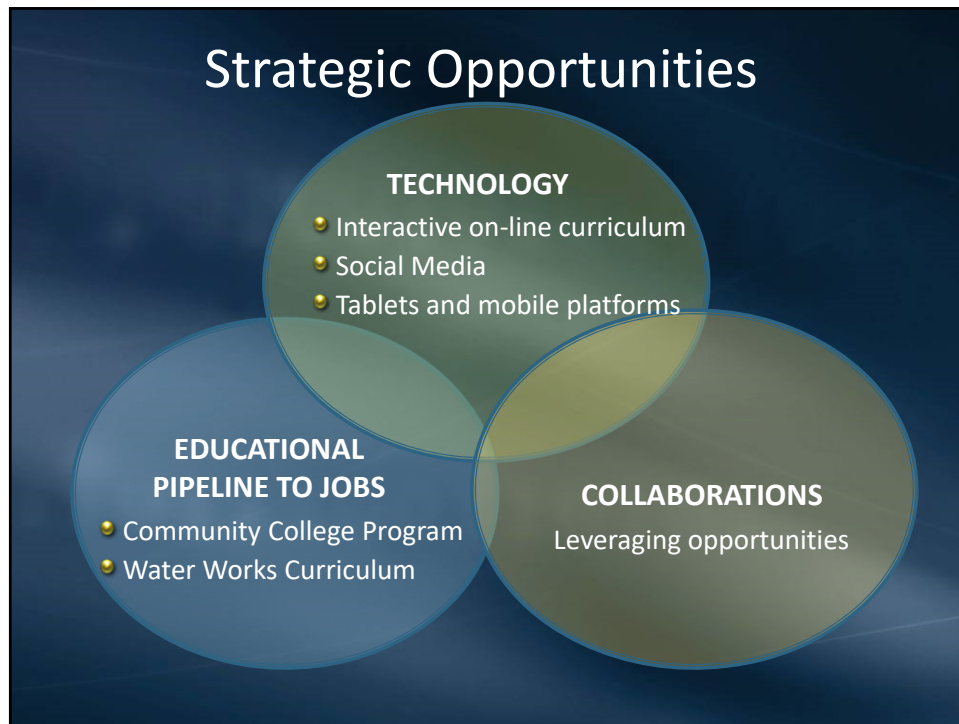 Strategic Opportunities
TECHNOLOGY
Interactive on-line curriculum
Social Media
Tablets and mobile platforms
EDUCATIONAL
PIPELINE TO JOBS
Community College Program
Water Works Curriculum
COLLABORATIONS
Leveraging opportunities